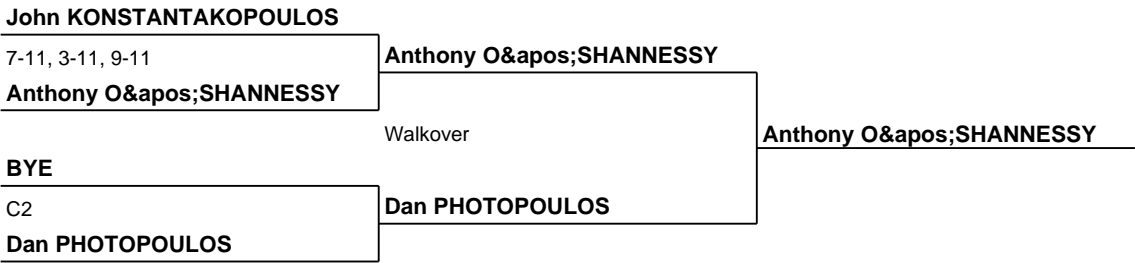 John KONSTANTAKOPOULOS
7-11, 3-11, 9-11
Anthony O&apos;SHANNESSY
Anthony O&apos;SHANNESSY
Walkover
Anthony O&apos;SHANNESSY
BYE
C2
Dan PHOTOPOULOS
Dan PHOTOPOULOS